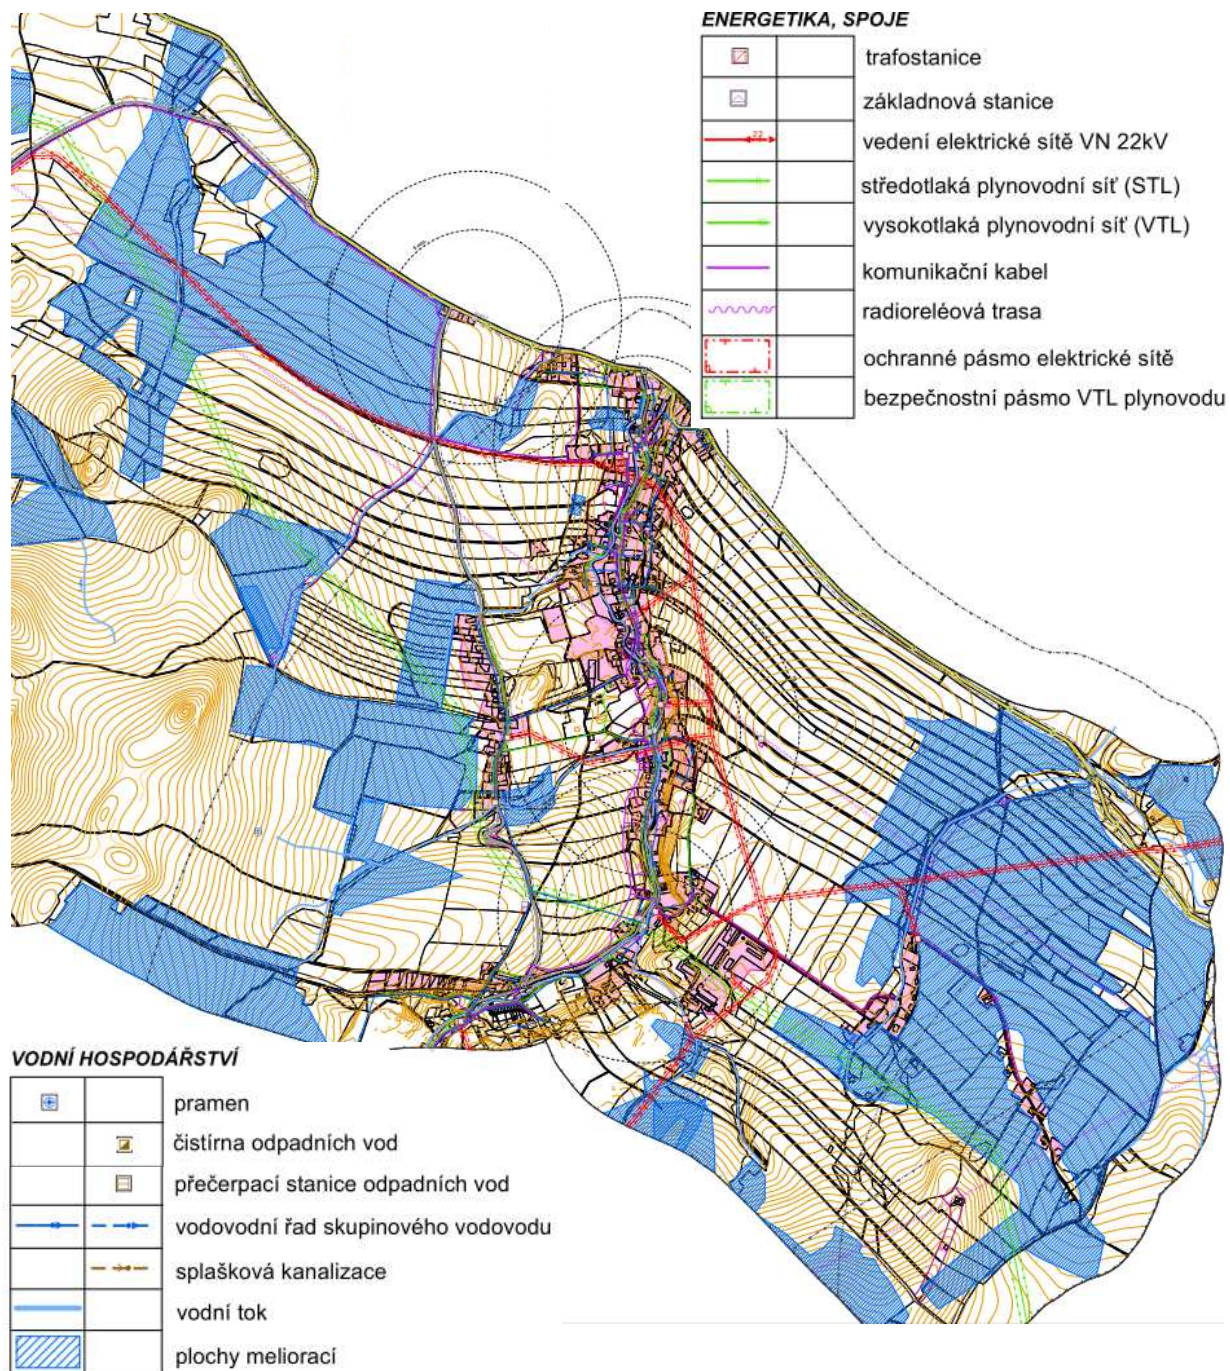 ENERGETIKA, SPOJE
trafostanice
základnová stanice
22
vedení elektrické sítě VN 22kV
středotlaká plynovodní síť (STL)
vysokotlaká plynovodní síť (VTL)
komunikační kabel
radioreléová trasa
ochranné pásmo elektrické sítě
bezpečnostní pásmo VTL plynovodu
VODNÍ HOSPODÁŘSTVÍ
pramen
čistírna odpadních vod
přečerpací stanice odpadních vod
vodovodní řad skupinového vodovodu
splašková kanalizace
vodní tok
plochy meliorací